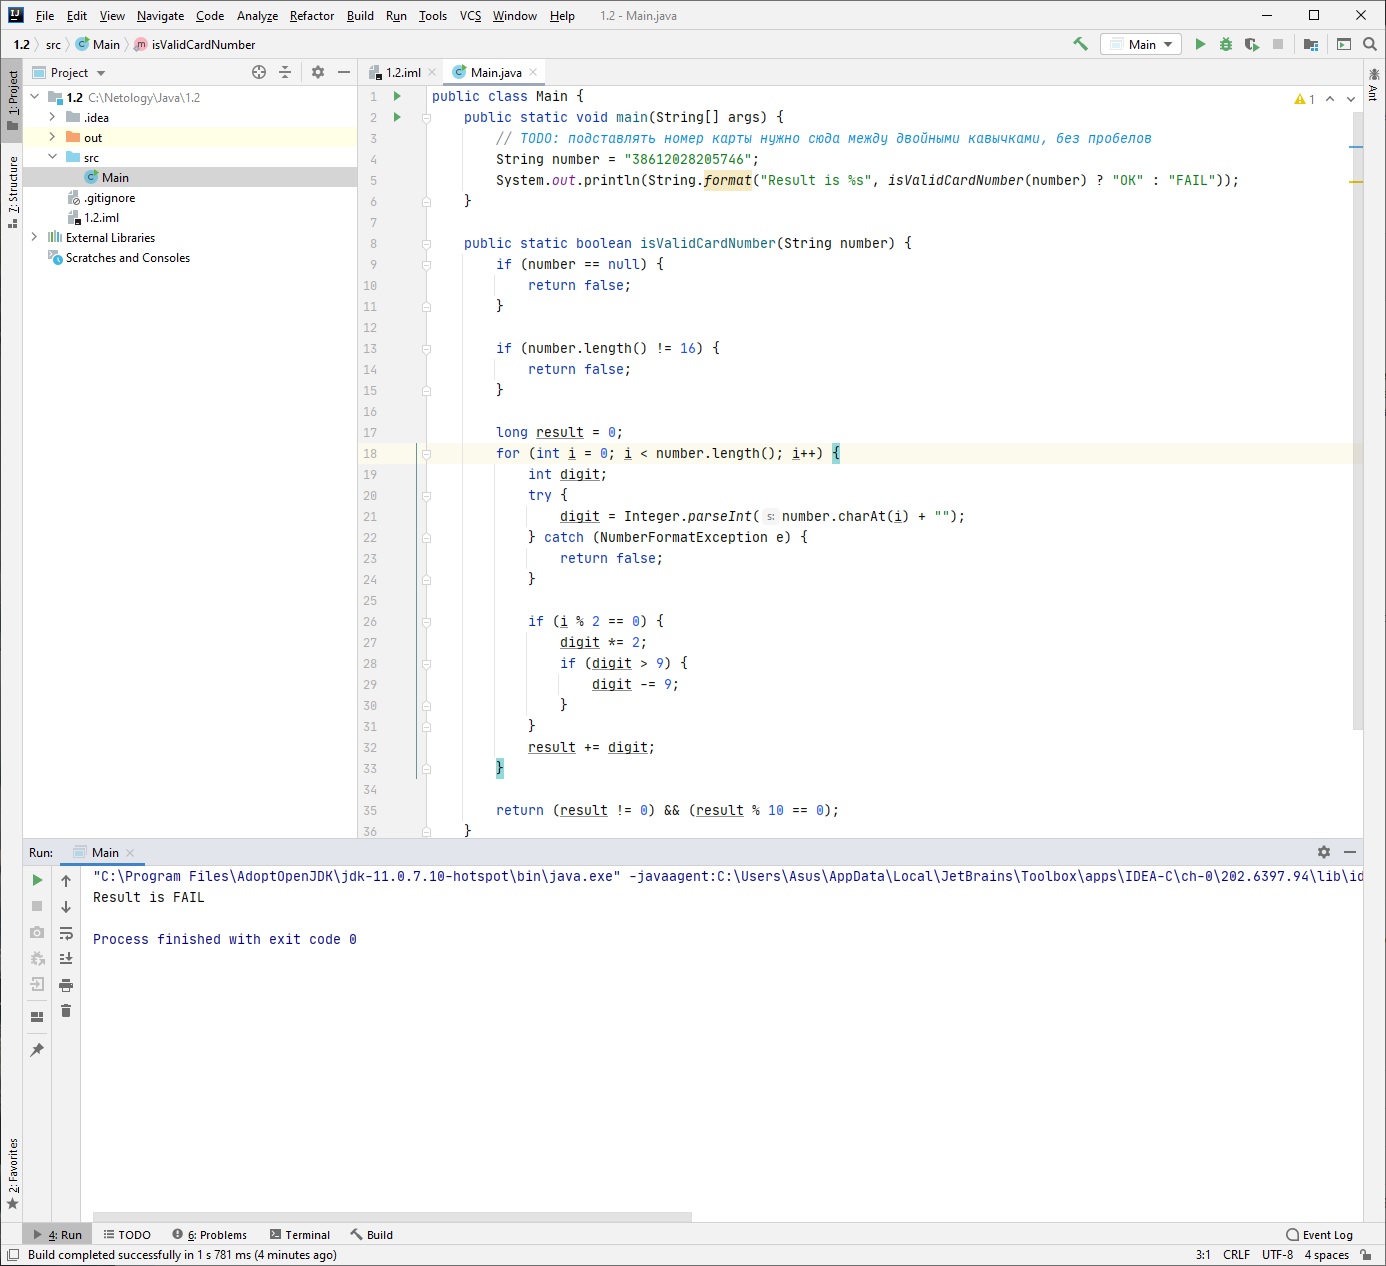 File Edit View Navigate Code Analyze Refactor Build Run Tools VCS Window Help 1.2 - Main.java
1.2 src Main isValidCardNumber
Main
Project
1.2.iml
Main.java
1: Project
7: Structure
2: Favorites
Ant
1.2 C:\Netology\Java\1.2
.idea
out
src
Main
.gitignore
1.2.iml
External Libraries
Scratches and Consoles
1
1 public class Main {
2 public static void main(String[] args) {
3 // TODO: подставлять номер карты нужно сюда между двойными кавычками, без пробелов
4 String number = "38612028205746";
5 System.out.println(String.format("Result is %s", isValidCardNumber(number) ? "OK" : "FAIL"));
6 }
7
8 public static boolean isValidCardNumber(String number) {
9 if (number == null) {
10 return false;
11 }
12
13 if (number.length() != 16) {
14 return false;
15 }
16
17 long result = 0;
18 for (int i = 0; i < number.length(); i++) {
19 int digit;
20 try {
21 digit = Integer.parseInt( s: number.charAt(i) + "");
22 } catch (NumberFormatException e) {
23 return false;
24 }
25
26 if (i % 2 == 0) {
27 digit *= 2;
28 if (digit > 9) {
29 digit -= 9;
30 }
31 }
32 result += digit;
33 }
34
35 return (result != 0) && (result % 10 == 0);
36 }
Run: Main
"C:\Program Files\AdoptOpenJDK\jdk-11.0.7.10-hotspot\bin\java.exe" -javaagent:C:\Users\Asus\AppData\Local\JetBrains\Toolbox\apps\IDEA-C\ch-0\202.6397.94\lib\id
Result is FAIL
Process finished with exit code 0
4: Run TODO 6: Problems Terminal Build Event Log
Build completed successfully in 1 s 781 ms (4 minutes ago) 3:1 CRLF UTF-8 4 spaces